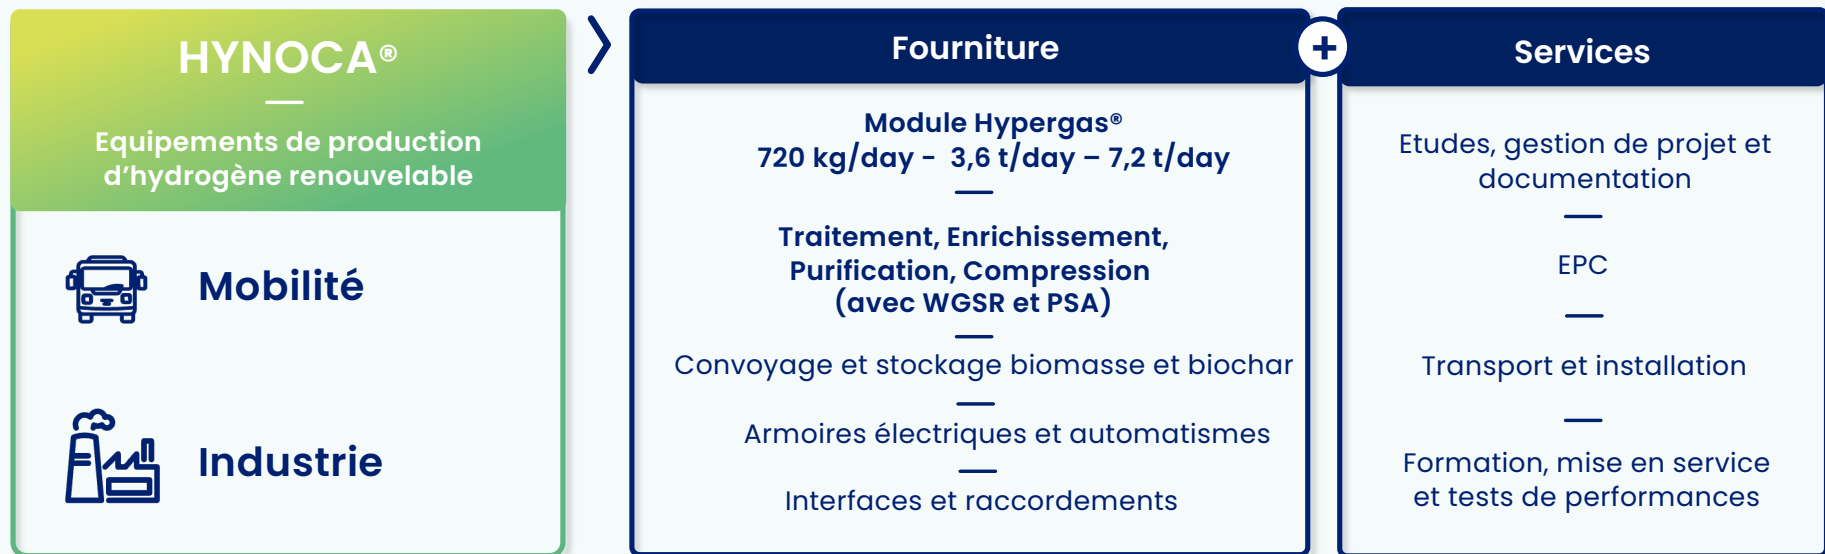 HYNOCA®
Equipements de production
d’hydrogène renouvelable
Mobilité
Industrie
Fourniture
Module Hypergas®
720 kg/day - 3,6 t/day – 7,2 t/day
Traitement, Enrichissement,
Purification, Compression
(avec WGSR et PSA)
Convoyage et stockage biomasse et biochar
Armoires électriques et automatismes
Interfaces et raccordements
+
Services
Etudes, gestion de projet et
documentation
EPC
Transport et installation
Formation, mise en service
et tests de performances